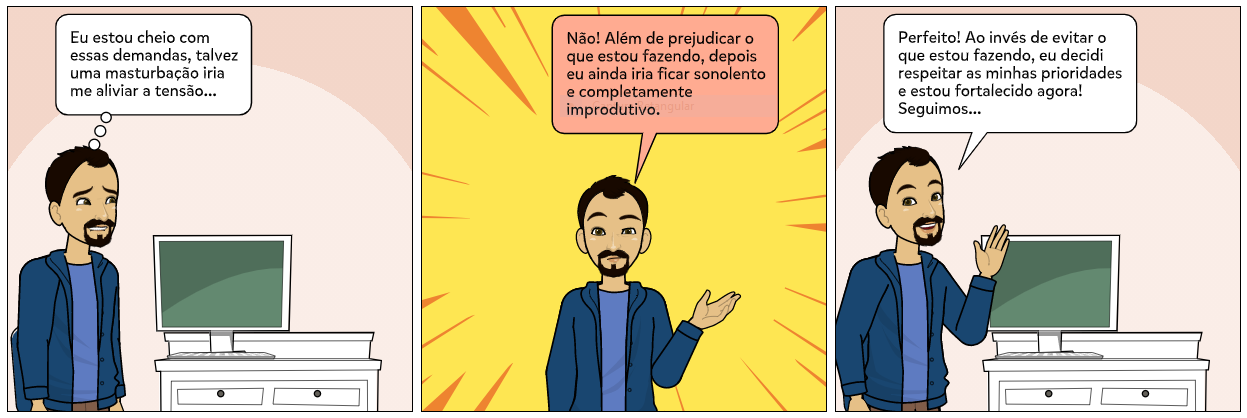 Eu estou cheio com
essas demandas, talvez
uma masturbação iria
me aliviar a tensão...
Não! Além de prejudicar o
que estou fazendo, depois
eu ainda iria ficar sonolento
e completamente
improdutivo.
Perfeito! Ao invés de evitar o
que estou fazendo, eu decidi
respeitar as minhas prioridades
e estou fortalecido agora!
Seguimos...